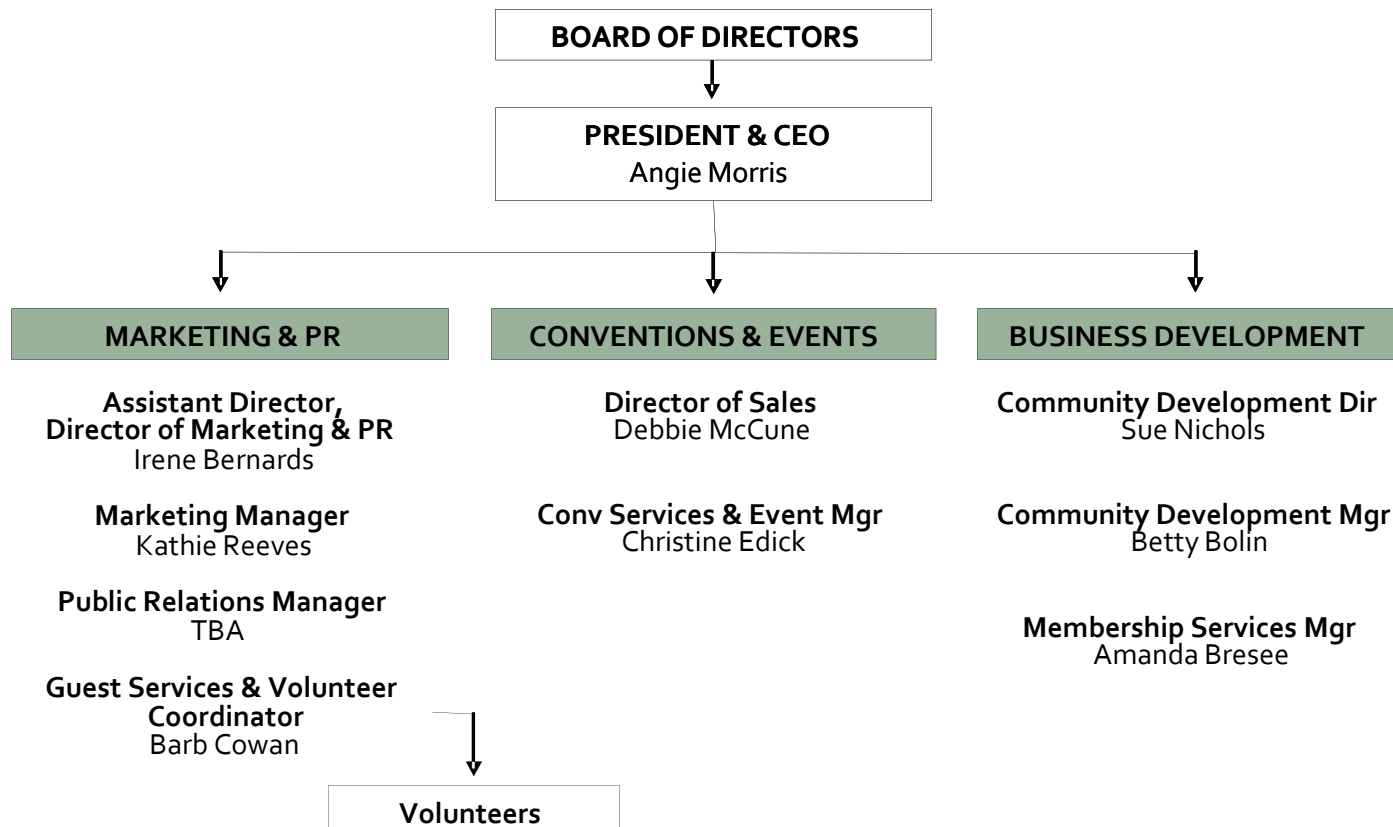 BOARD OF DIRECTORS
PRESIDENT & CEO
Angie Morris
MARKETING & PR
Assistant Director,
Director of Marketing & PR
Irene Bernards
Marketing Manager
Kathie Reeves
Public Relations Manager
TBA
Guest Services & Volunteer
Coordinator
Barb Cowan
Volunteers
CONVENTIONS & EVENTS
Director of Sales
Debbie McCune
Conv Services & Event Mgr
Christine Edick
BUSINESS DEVELOPMENT
Community Development Dir
Sue Nichols
Community Development Mgr
Betty Bolin
Membership Services Mgr
Amanda Bresee